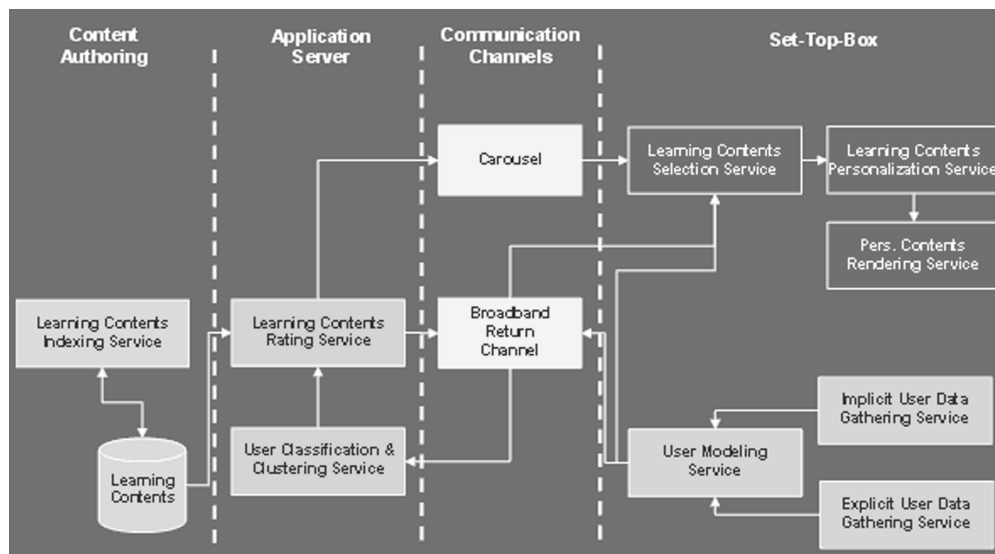 Content
Authoring
Application
Server
Communication
Channels
Set-Top-Box
Carousel
Learning Contents
Selection Service
Learning Contents
Personalization Service
Pers. Contents
Rendering Service
Learning Contents
Indexing Service
Learning Contents
Rating Service
Broadband
Return
Channel
Implicit User Data
Gathering Service
User Classification &
Clustering Service
User Modeling
Service
Learning
Contents
Explicit User Data
Gathering Service